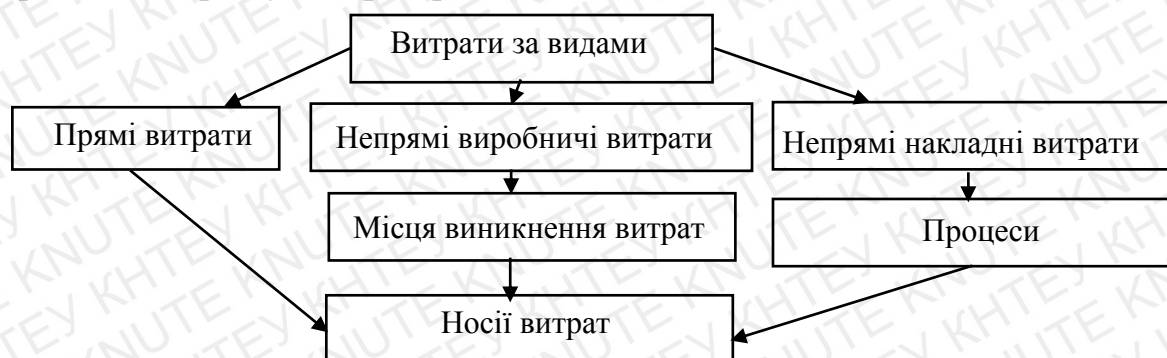 Витрати за видами
Прямі витрати
Непрямі виробничі витрати
Непрямі накладні витрати
Місця виникнення витрат
Процеси
Носії витрат